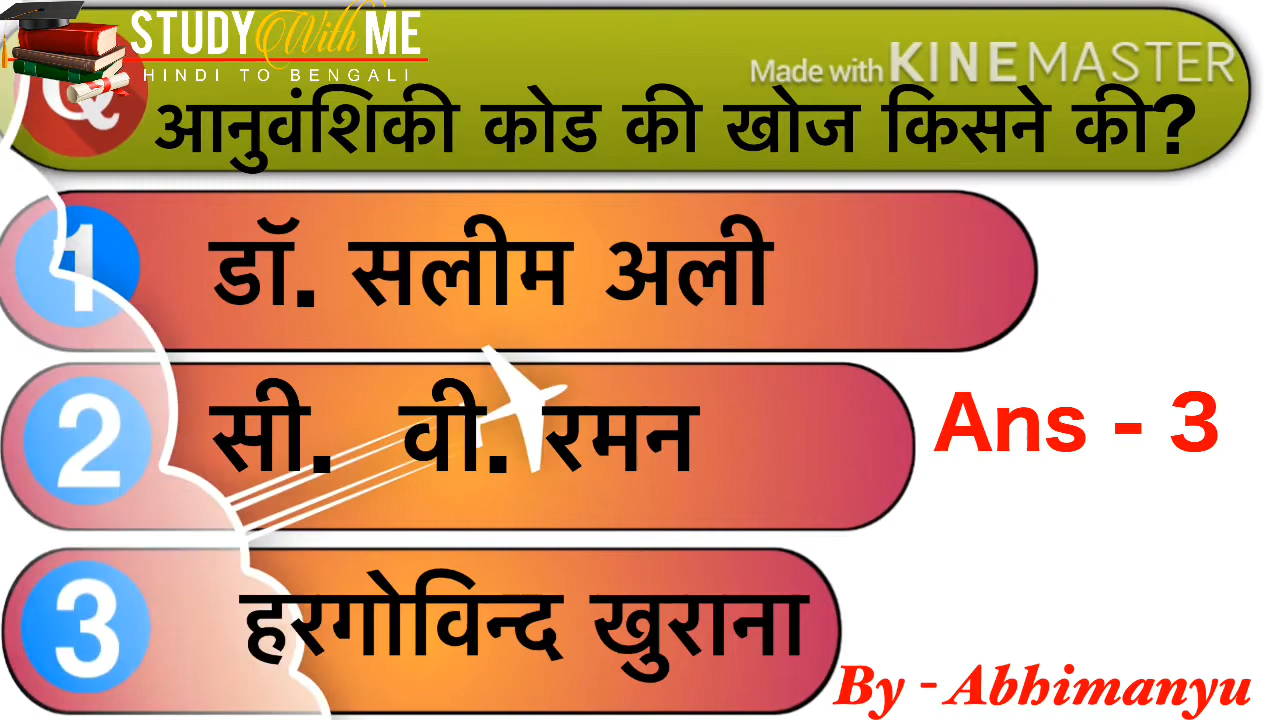 STUDY With ME
HINDI TO BENGALI
Made with KINEMASTER
Q
आनुवंशिकी कोड की खोज किसने की?
1 डॉ. सलीम अली
2 सी. वी. रमन
Ans - 3
3 हरगोविन्द खुराना
By - Abhimanyu